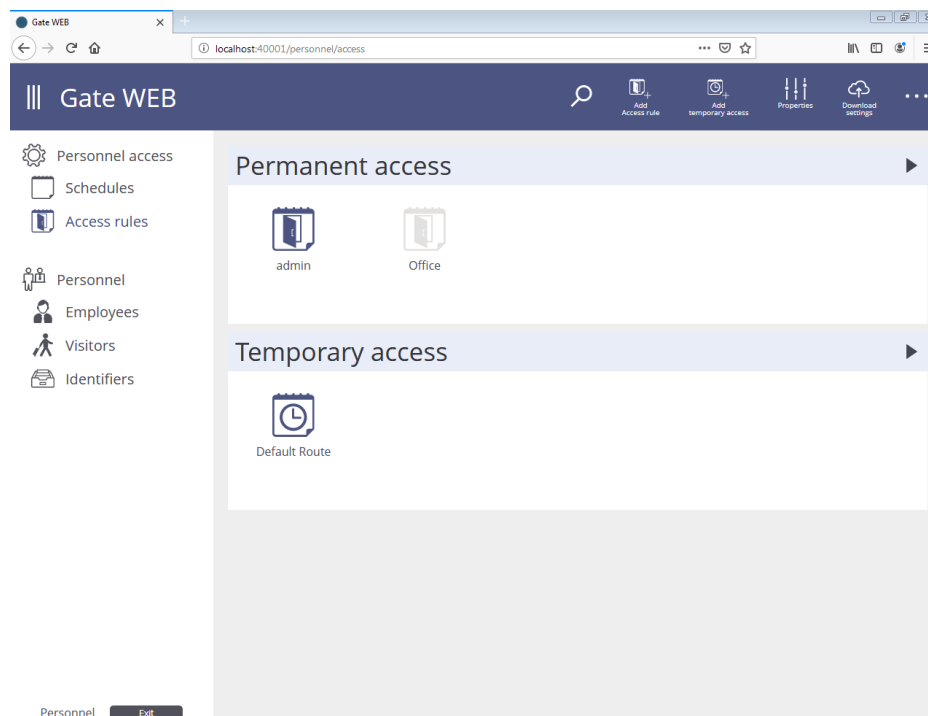 Gate WEB
localhost:40001/personnel/access
Gate WEB
Add
Access rule
Add
temporary access
Properties
Download
settings
Personnel access
Schedules
Access rules
Personnel
Employees
Visitors
Identifiers
Permanent access
admin
Office
Temporary access
Default Route
Personnel
Exit